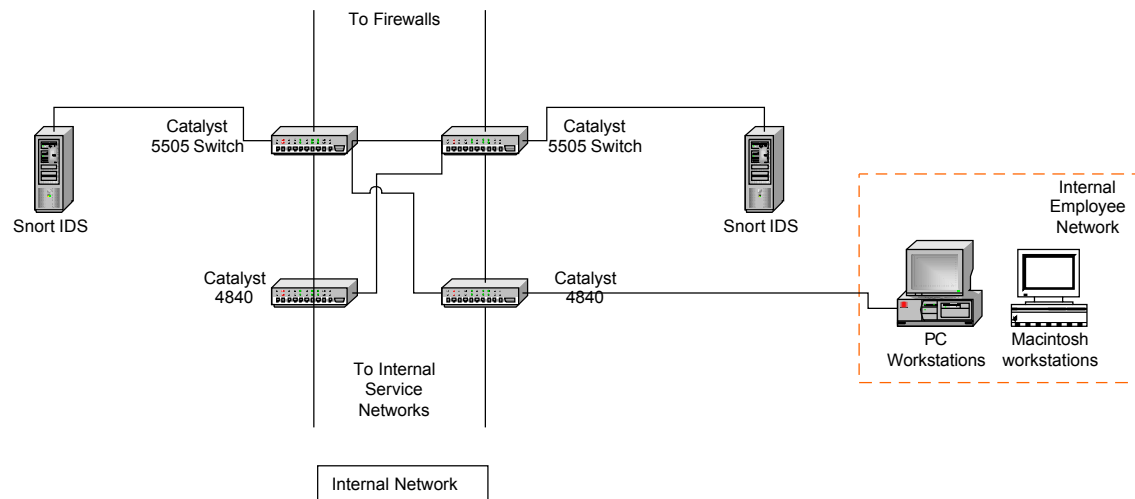 To Firewalls
Catalyst
5505 Switch
Catalyst
5505 Switch
Snort IDS
Snort IDS
Internal
Employee
Network
Catalyst
4840
Catalyst
4840
PC
Workstations
Macintosh
workstations
To Internal
Service
Networks
Internal Network